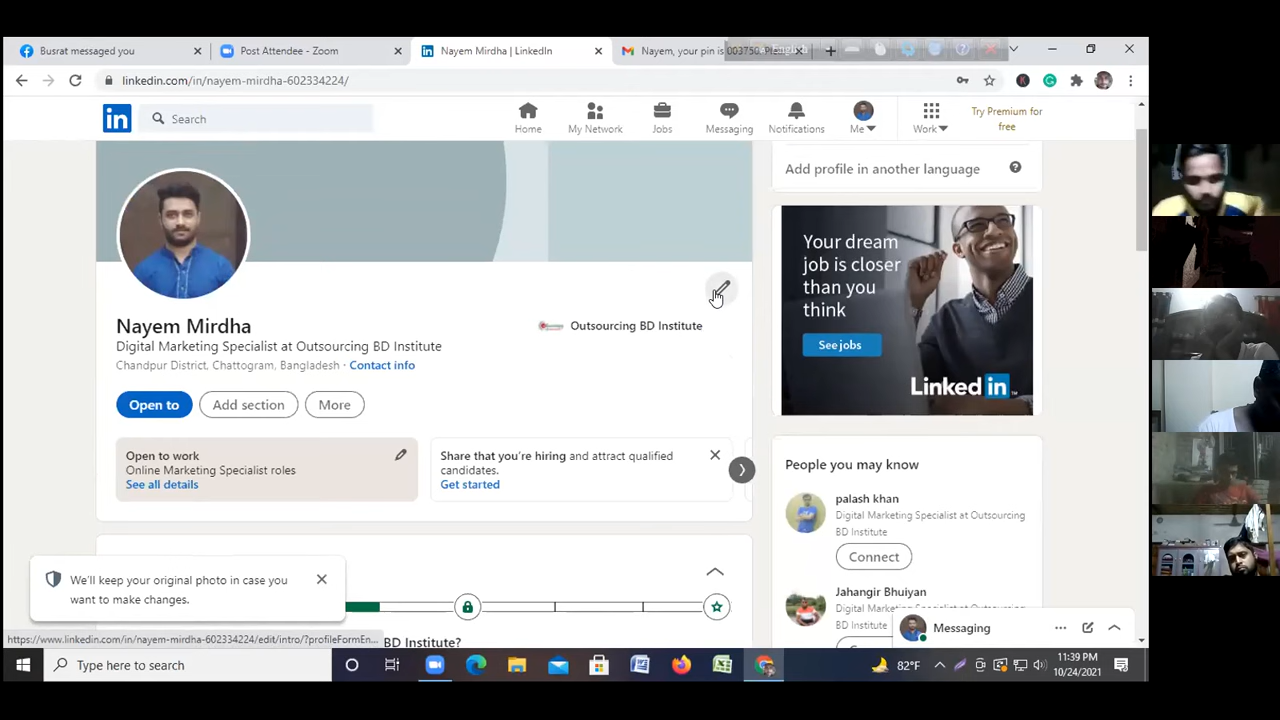 Busrat messaged you
Post Attendee - Zoom
Nayem Mirdha | LinkedIn
Nayem, your pin is 003750. Plea
English
linkedin.com/in/nayem-mirdha-602334224/
in
Search
Home
My Network
Jobs
Messaging
Notifications
Me
Work
Try Premium for
free
Add profile in another language
Your dream
job is closer
than you
think
See jobs
Linked in
Nayem Mirdha
Outsourcing BD Institute
Digital Marketing Specialist at Outsourcing BD Institute
Chandpur District, Chattogram, Bangladesh · Contact info
Open to
Add section
More
Open to work
Online Marketing Specialist roles
See all details
Share that you're hiring and attract qualified
candidates.
Get started
People you may know
palash khan
Digital Marketing Specialist at Outsourcing
BD Institute
Connect
Jahangir Bhuiyan
Digital Marketing Specialist at Outsourcing
BD Institute
We'll keep your original photo in case you
want to make changes.
BD Institute?
Messaging
https://www.linkedin.com/in/nayem-mirdha-602334224/edit/intro/?profileFormEn...
Type here to search
82°F
11:39 PM
10/24/2021